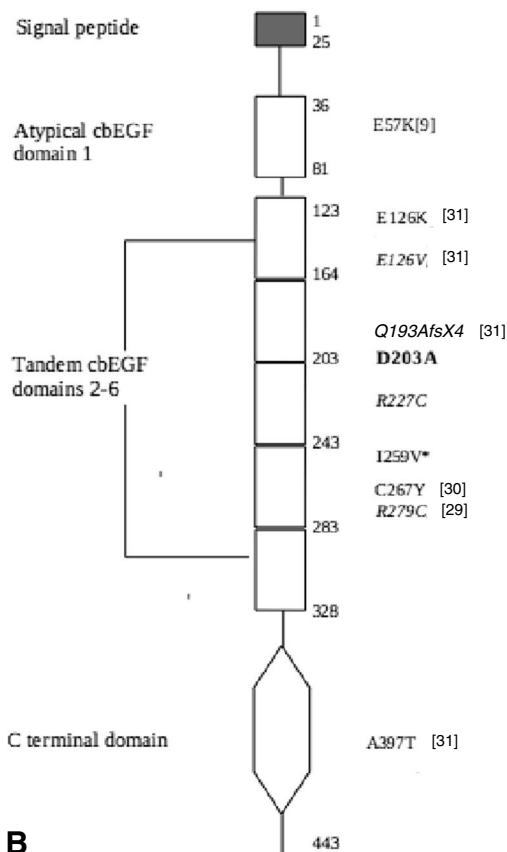 Signal peptide
1
25
36
Atypical cbEGF
domain 1
E57K[9]
81
123
E126K [31]
E126V, [31]
164
Q193AfsX4 [31]
203
D203A
Tandem cbEGF
domains 2-6
R227C
243
I259V*
C267Y [30]
R279C [29]
283
328
C terminal domain
A397T [31]
B
443